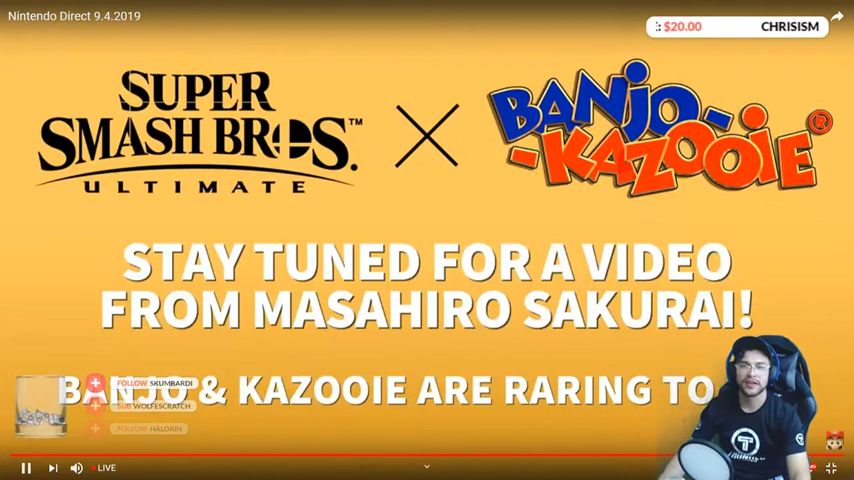 Nintendo Direct 9.4.2019
$20.00 CHRISISM
SUPER
SMASH BROS.™
ULTIMATE
×
BANJO-
-KAZOOIE®
STAY TUNED FOR A VIDEO
FROM MASAHIRO SAKURAI!
BANJO & KAZOOIE ARE RARING TO
FOLLOW SKUMBARDI
SUB WOLFESCRATCH
FOLLOW HALORIN
LIVE